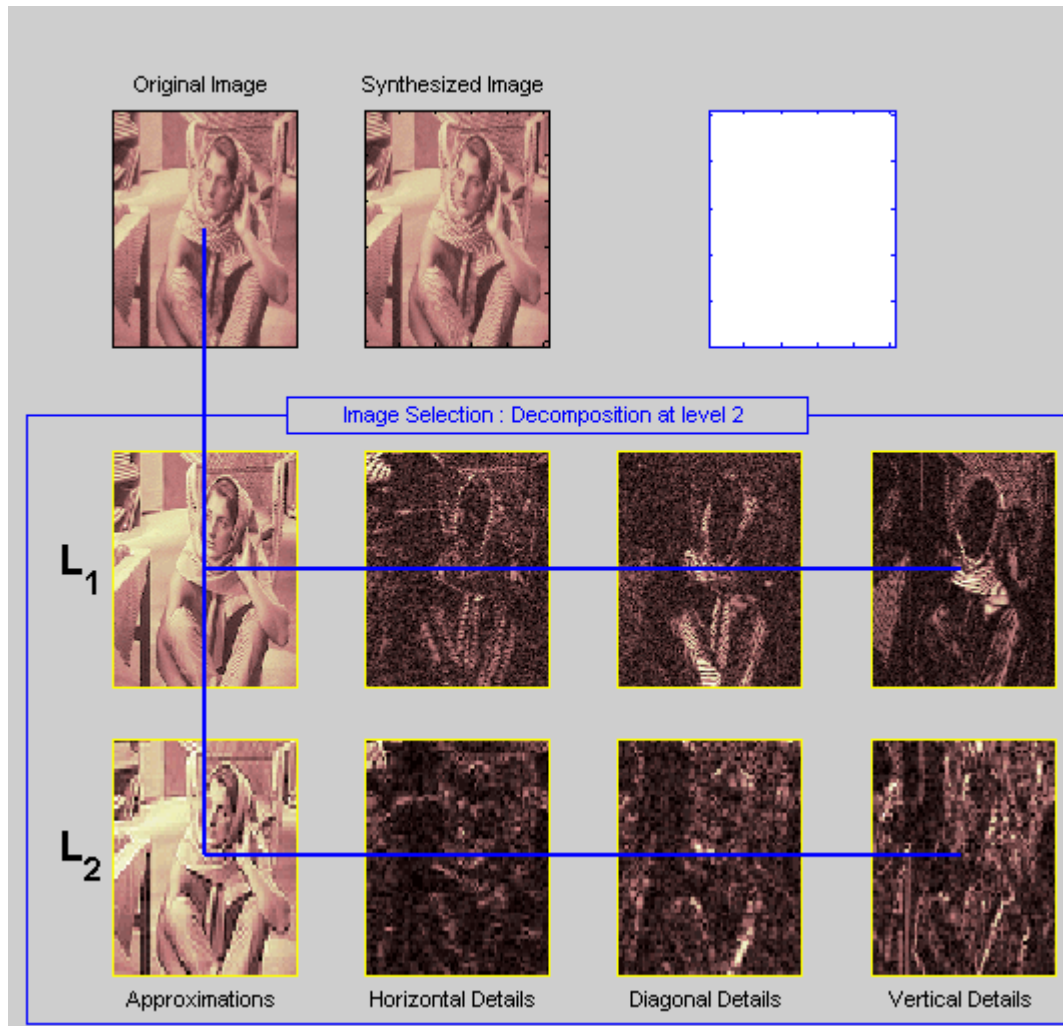 Original Image
Synthesized Image
Image Selection : Decomposition at level 2
L1
L2
Approximations
Horizontal Details
Diagonal Details
Vertical Details